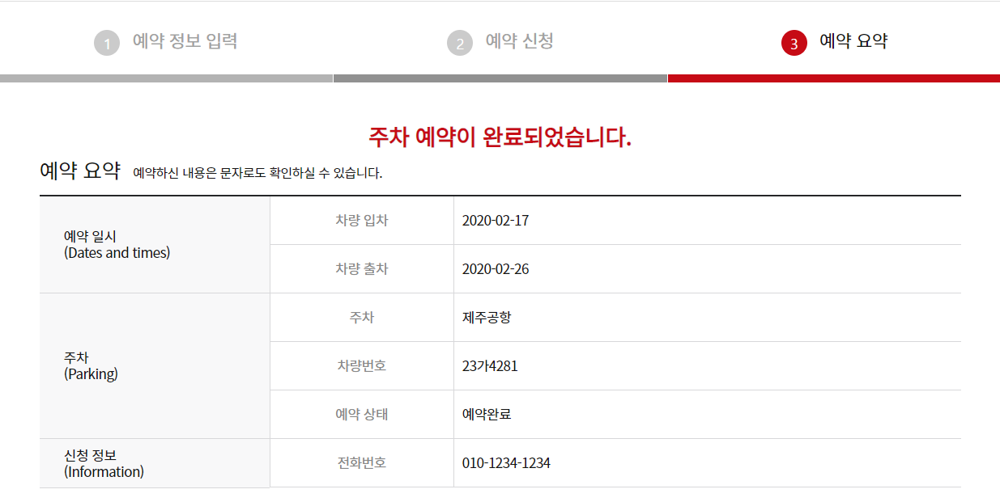 1 예약 정보 입력
2 예약 신청
3 예약 요약
주차 예약이 완료되었습니다.
예약 요약 예약하신 내용은 문자로도 확인하실 수 있습니다.
예약 일시
(Dates and times)
차량 입차 2020-02-17
차량 출차 2020-02-26
주차
(Parking)
주차 제주공항
차량번호 23가4281
예약 상태 예약완료
신청 정보
(Information)
전화번호 010-1234-1234